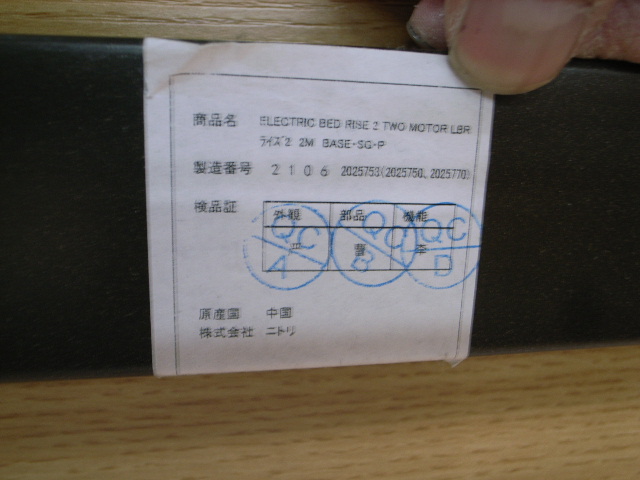 商品名 ELECTRIC BED RISE 2 TWO MOTOR LBR
ライズ2 2M BASE-SG-P
製造番号 2106 2025753(2025750、2025770)
検品証 外観 部品 機能
QC QC QC
曹 李
A D
原産国 中国
株式会社 ニトリ